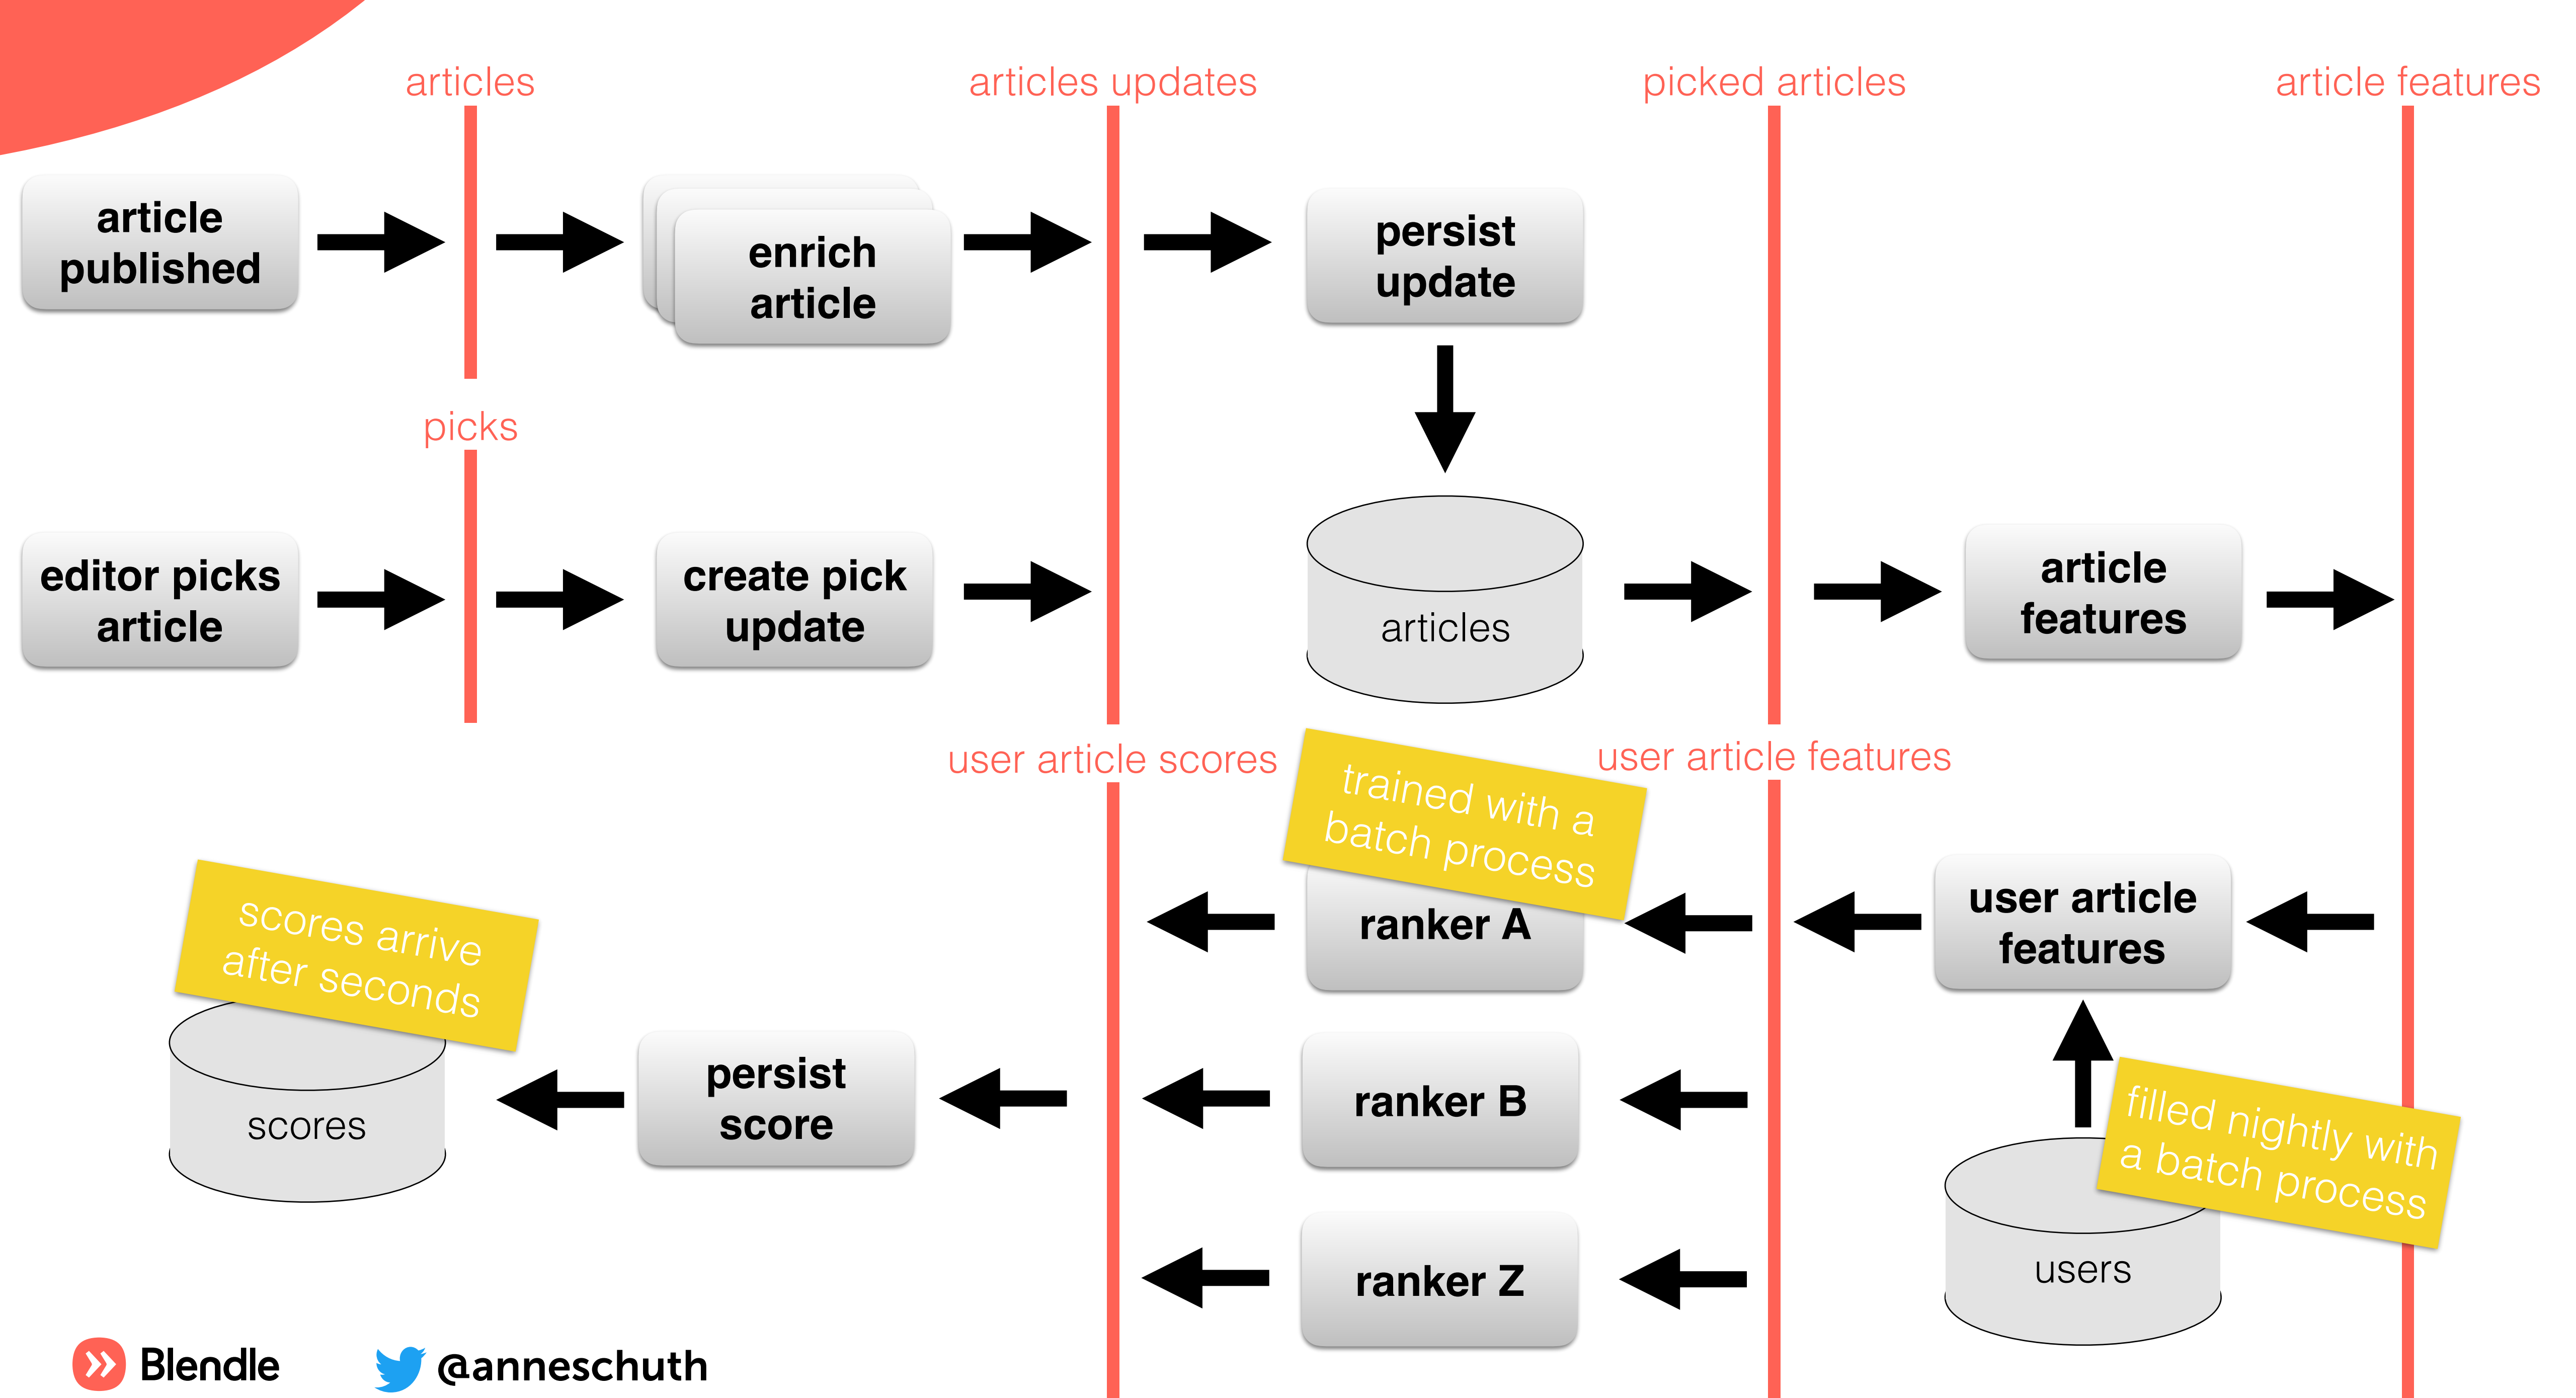 articles
articles updates
picked articles
article features
article
published
enrich
article
persist
update
picks
editor picks
article
create pick
update
articles
article
features
user article scores
user article features
trained with a
batch process
scores arrive
after seconds
ranker A
user article
features
persist
score
scores
ranker B
filled nightly with
a batch process
users
ranker Z
Blendle
@anneschuth